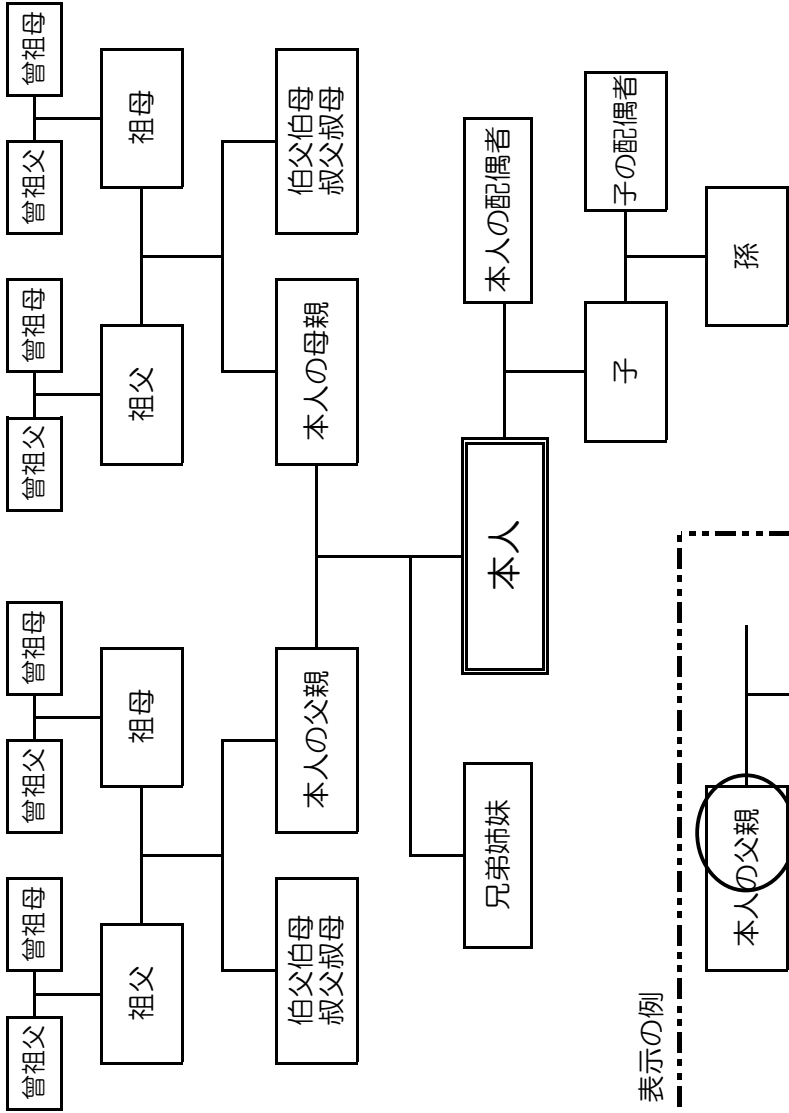 曾祖父
曾祖母
曾祖父
曾祖母
曾祖父
曾祖母
曾祖父
曾祖母
祖父
祖母
祖父
祖母
伯父伯母
叔父叔母
本人の父親
本人の母親
伯父伯母
叔父叔母
兄弟姉妹
本人
本人の配偶者
子
子の配偶者
孫
表示の例
本人の父親